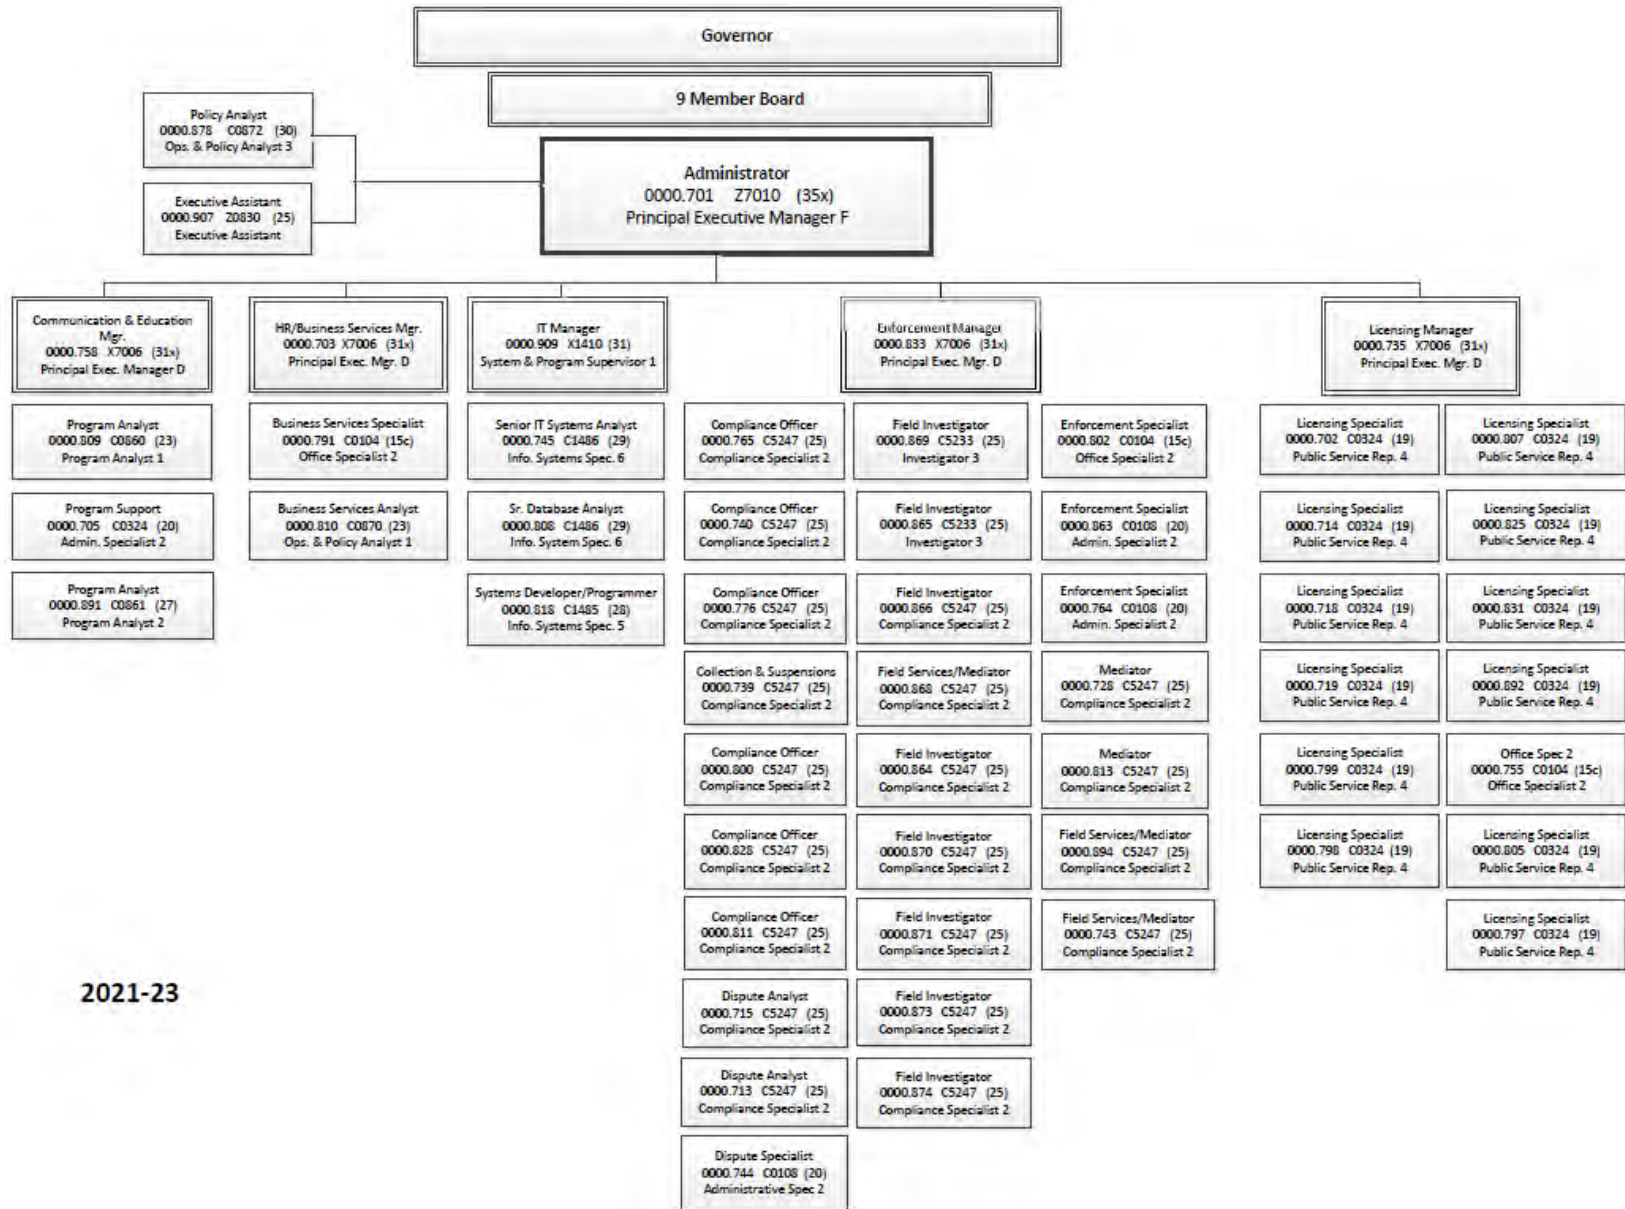 Governor
9 Member Board
Policy Analyst
0000.878 C0872 (30)
Ops. & Policy Analyst 3
Executive Assistant
0000.907 Z0830 (25)
Executive Assistant
Administrator
0000.701 Z7010 (35x)
Principal Executive Manager F
Communication & Education
Mgr.
0000.758 X7006 (31x)
Principal Exec. Manager D
HR/Business Services Mgr.
0000.703 X7006 (31x)
Principal Exec. Mgr. D
IT Manager
0000.909 X1410 (31)
System & Program Supervisor 1
Enforcement Manager
0000.833 X7006 (31x)
Principal Exec. Mgr. D
Licensing Manager
0000.735 X7006 (31x)
Principal Exec. Mgr. D
Program Analyst
0000.809 C0860 (23)
Program Analyst 1
Program Support
0000.705 C0324 (20)
Admin. Specialist 2
Program Analyst
0000.891 C0861 (27)
Program Analyst 2
Business Services Specialist
0000.791 C0104 (15c)
Office Specialist 2
Business Services Analyst
0000.810 C0870 (23)
Ops. & Policy Analyst 1
Senior IT Systems Analyst
0000.745 C1486 (29)
Info. Systems Spec. 6
Sr. Database Analyst
0000.808 C1486 (29)
Info. System Spec. 6
Systems Developer/Programmer
0000.818 C1485 (28)
Info. Systems Spec. 5
Compliance Officer
0000.765 C5247 (25)
Compliance Specialist 2
Compliance Officer
0000.740 C5247 (25)
Compliance Specialist 2
Compliance Officer
0000.776 C5247 (25)
Compliance Specialist 2
Collection & Suspensions
0000.739 C5247 (25)
Compliance Specialist 2
Compliance Officer
0000.800 C5247 (25)
Compliance Specialist 2
Compliance Officer
0000.828 C5247 (25)
Compliance Specialist 2
Compliance Officer
0000.811 C5247 (25)
Compliance Specialist 2
Dispute Analyst
0000.715 C5247 (25)
Compliance Specialist 2
Dispute Analyst
0000.713 C5247 (25)
Compliance Specialist 2
Dispute Specialist
0000.744 C0108 (20)
Administrative Spec 2
Field Investigator
0000.869 C5233 (25)
Investigator 3
Field Investigator
0000.865 C5233 (25)
Investigator 3
Field Investigator
0000.866 C5247 (25)
Compliance Specialist 2
Field Services/Mediator
0000.868 C5247 (25)
Compliance Specialist 2
Field Investigator
0000.864 C5247 (25)
Compliance Specialist 2
Field Investigator
0000.870 C5247 (25)
Compliance Specialist 2
Field Investigator
0000.871 C5247 (25)
Compliance Specialist 2
Field Investigator
0000.873 C5247 (25)
Compliance Specialist 2
Field Investigator
0000.874 C5247 (25)
Compliance Specialist 2
Enforcement Specialist
0000.802 C0104 (15c)
Office Specialist 2
Enforcement Specialist
0000.863 C0108 (20)
Admin. Specialist 2
Enforcement Specialist
0000.764 C0108 (20)
Admin. Specialist 2
Mediator
0000.728 C5247 (25)
Compliance Specialist 2
Mediator
0000.813 C5247 (25)
Compliance Specialist 2
Field Services/Mediator
0000.894 C5247 (25)
Compliance Specialist 2
Field Services/Mediator
0000.743 C5247 (25)
Compliance Specialist 2
Licensing Specialist
0000.702 C0324 (19)
Public Service Rep. 4
Licensing Specialist
0000.714 C0324 (19)
Public Service Rep. 4
Licensing Specialist
0000.718 C0324 (19)
Public Service Rep. 4
Licensing Specialist
0000.719 C0324 (19)
Public Service Rep. 4
Licensing Specialist
0000.799 C0324 (19)
Public Service Rep. 4
Licensing Specialist
0000.798 C0324 (19)
Public Service Rep. 4
Licensing Specialist
0000.807 C0324 (19)
Public Service Rep. 4
Licensing Specialist
0000.825 C0324 (19)
Public Service Rep. 4
Licensing Specialist
0000.831 C0324 (19)
Public Service Rep. 4
Licensing Specialist
0000.892 C0324 (19)
Public Service Rep. 4
Office Spec 2
0000.755 C0104 (15c)
Office Specialist 2
Licensing Specialist
0000.805 C0324 (19)
Public Service Rep. 4
Licensing Specialist
0000.797 C0324 (19)
Public Service Rep. 4
2021-23